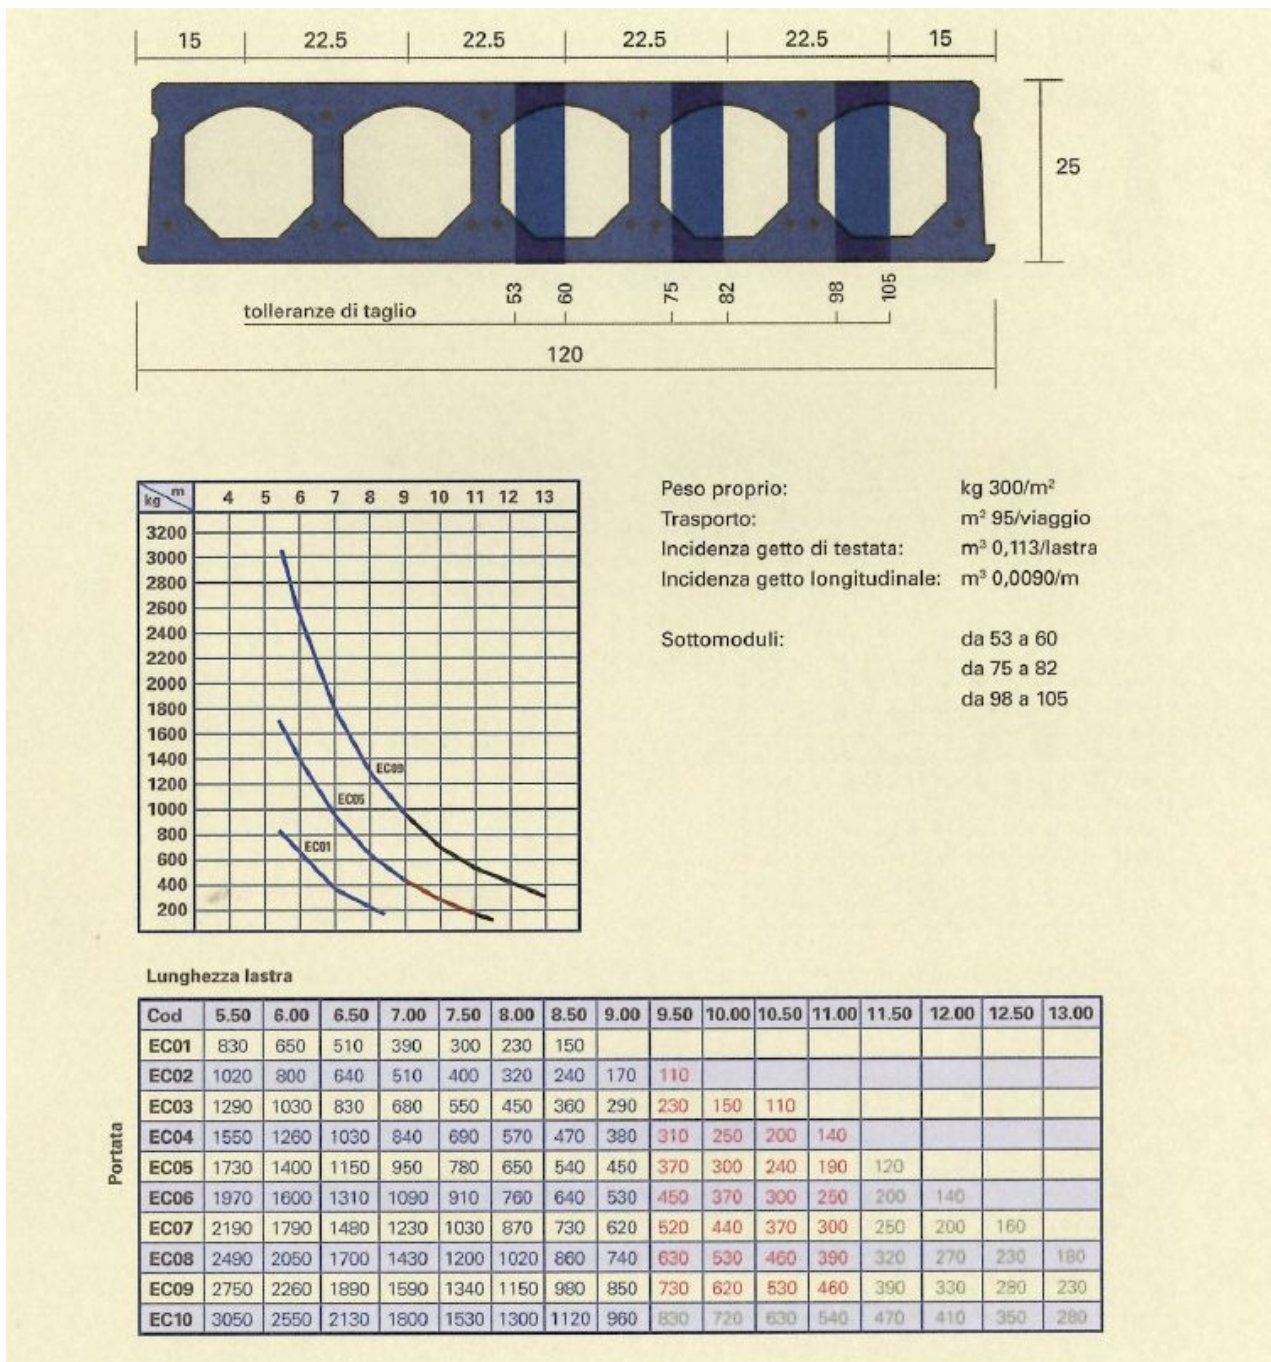 15 22.5 22.5 22.5 22.5 15
25
53 60 75 82 98 105
tolleranze di taglio
120
kg m 4 5 6 7 8 9 10 11 12 13
3200
3000
2800
2600
2400
2200
2000
1800
1600
1400
1200
1000
800
600
400
200
EC09
EC05
EC01
Peso proprio: kg 300/m²
Trasporto: m² 95/viaggio
Incidenza getto di testata: m³ 0,113/lastra
Incidenza getto longitudinale: m³ 0,0090/m
Sottomoduli: da 53 a 60
da 75 a 82
da 98 a 105
Lunghezza lastra
Portata
Cod 5.50 6.00 6.50 7.00 7.50 8.00 8.50 9.00 9.50 10.00 10.50 11.00 11.50 12.00 12.50 13.00
EC01 830 650 510 390 300 230 150
EC02 1020 800 640 510 400 320 240 170 110
EC03 1290 1030 830 680 550 450 360 290 230 150 110
EC04 1550 1260 1030 840 690 570 470 380 310 250 200 140
EC05 1730 1400 1150 950 780 650 540 450 370 300 240 190 120
EC06 1970 1600 1310 1090 910 760 640 530 450 370 300 250 200 140
EC07 2190 1790 1480 1230 1030 870 730 620 520 440 370 300 250 200 160
EC08 2490 2050 1700 1430 1200 1020 860 740 630 530 460 390 320 270 230 180
EC09 2750 2260 1890 1590 1340 1150 980 850 730 620 530 460 390 330 280 230
EC10 3050 2550 2130 1800 1530 1300 1120 960 830 720 630 540 470 410 350 280